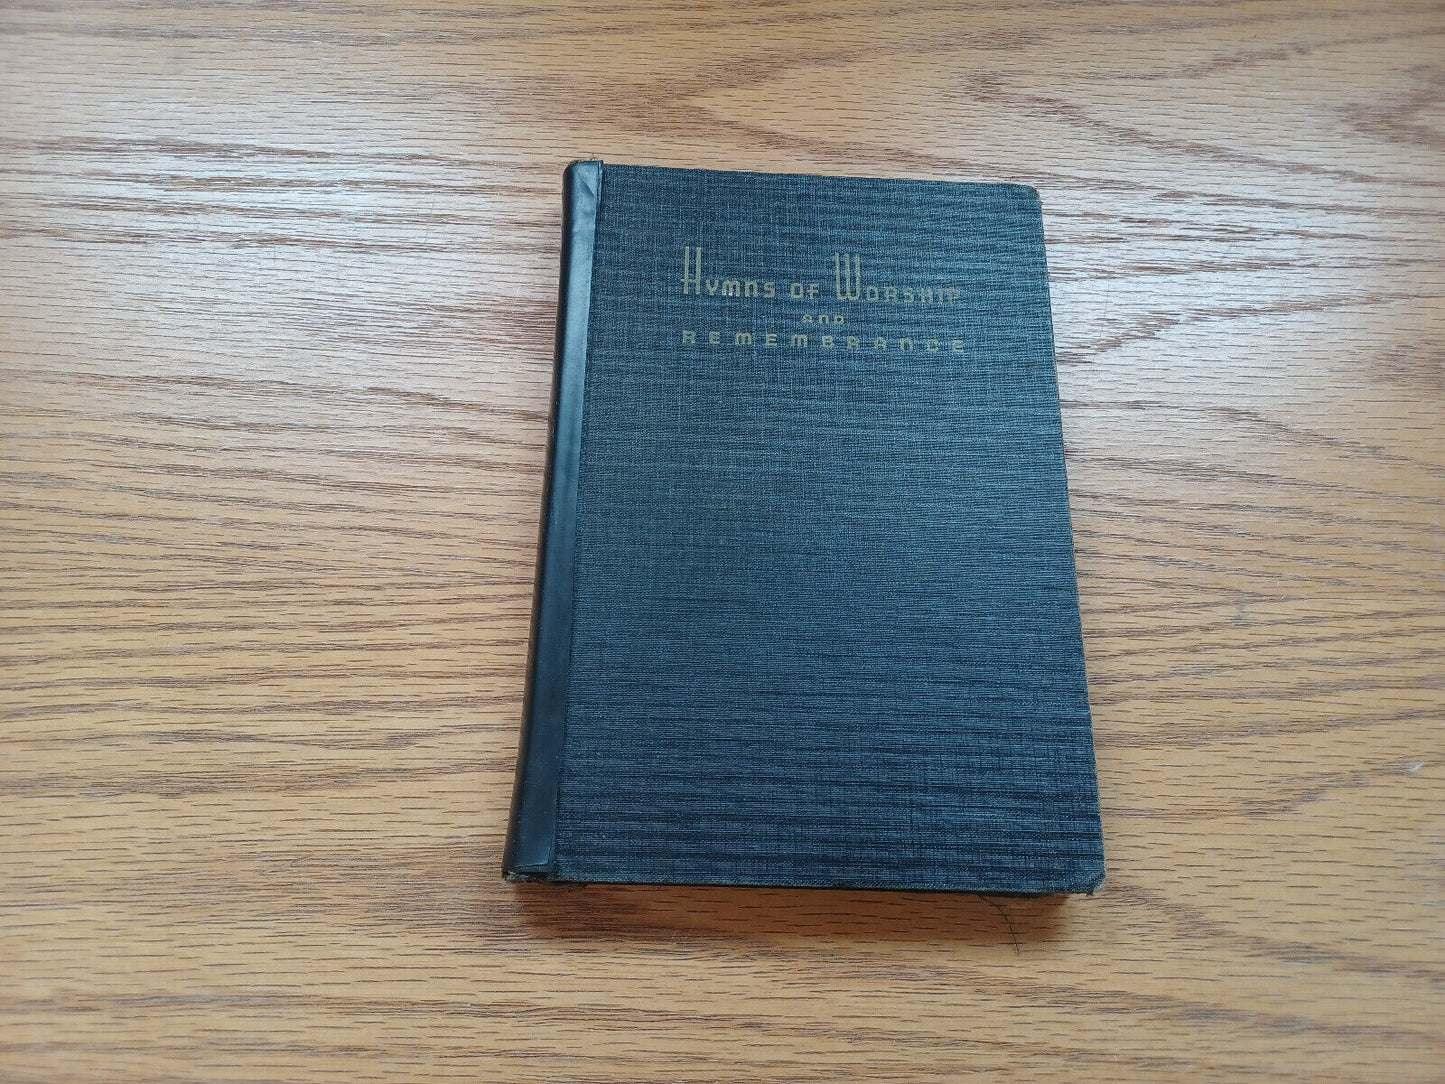 Hymns of Worship
and
Remembrance